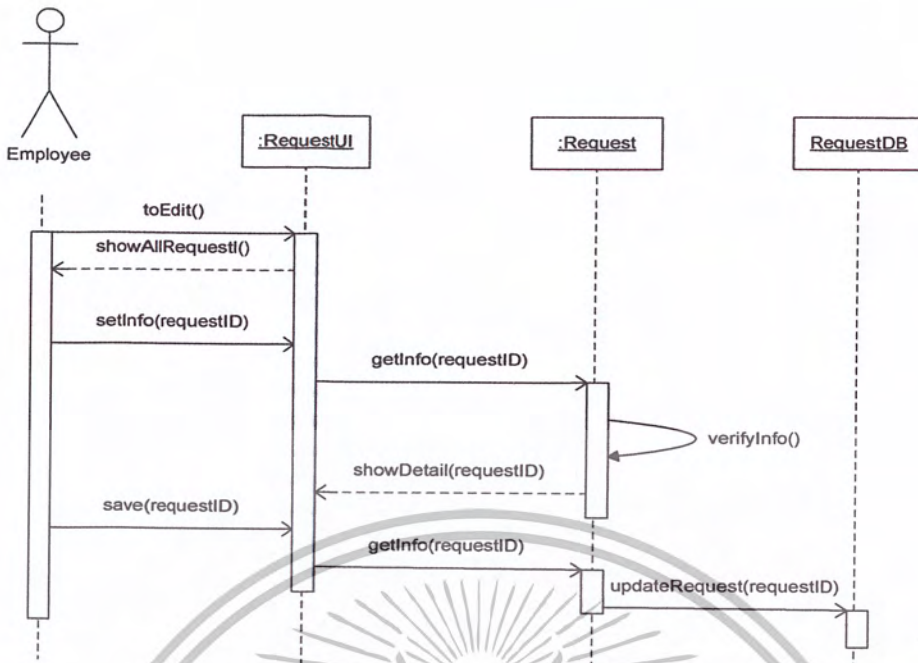 Employee
:RequestUI
:Request
RequestDB
toEdit()
showAllRequestI()
setInfo(requestID)
getInfo(requestID)
verifyInfo()
showDetail(requestID)
save(requestID)
getInfo(requestID)
updateRequest(requestID)